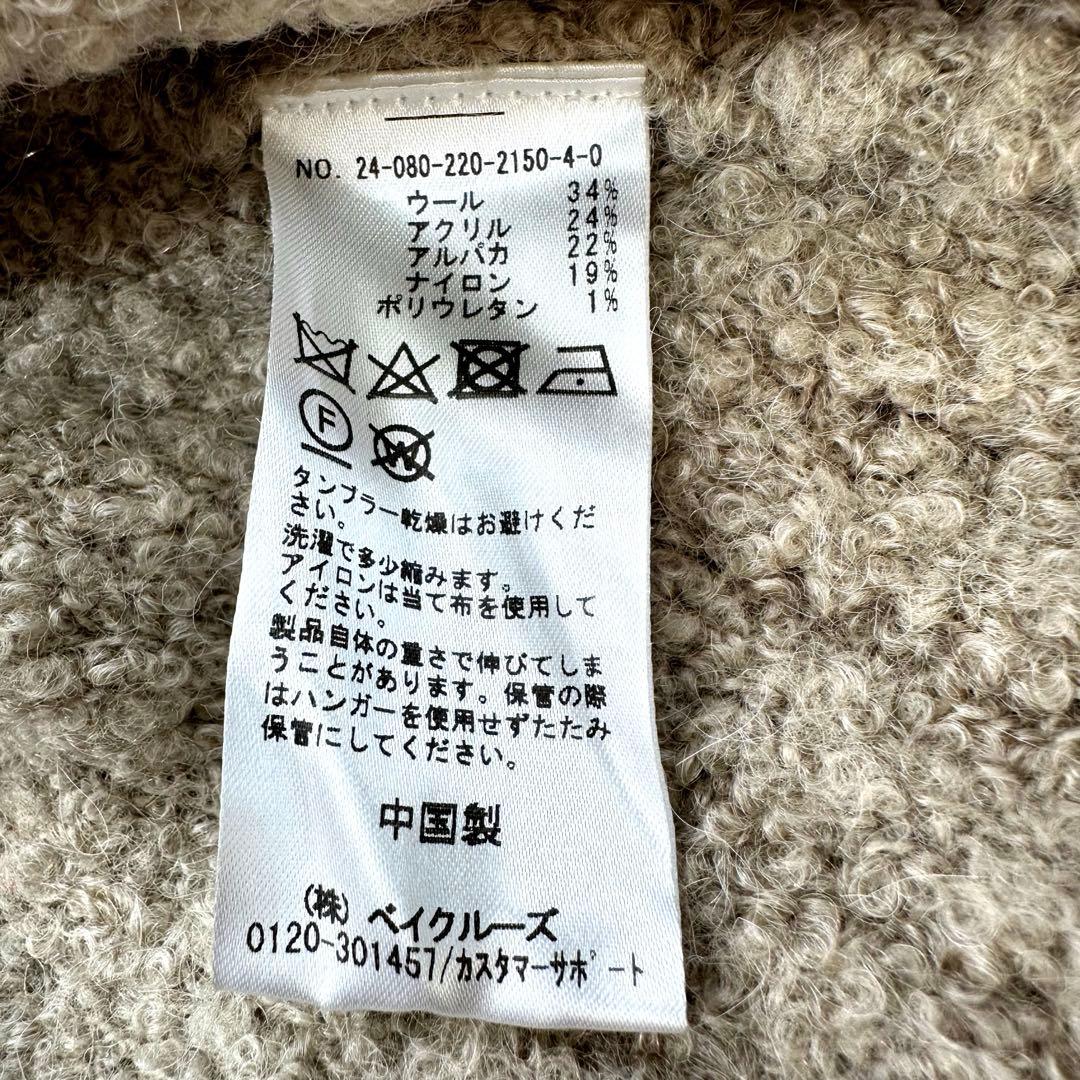 NO. 24-080-220-2150-4-0
ウール 34%
アクリル 24%
アルパカ 22%
ナイロン 19%
ポリウレタン 1%
F
W
タンブラー乾燥はお避けくだ
さい。
洗濯で多少縮みます。
アイロンは当て布を使用して
ください。
製品自体の重さで伸びてしま
うことがあります。保管の際
はハンガーを使用せずたたみ
保管にしてください。
中国製
(株)ベイクルーズ
0120-301457/カスタマーサポート